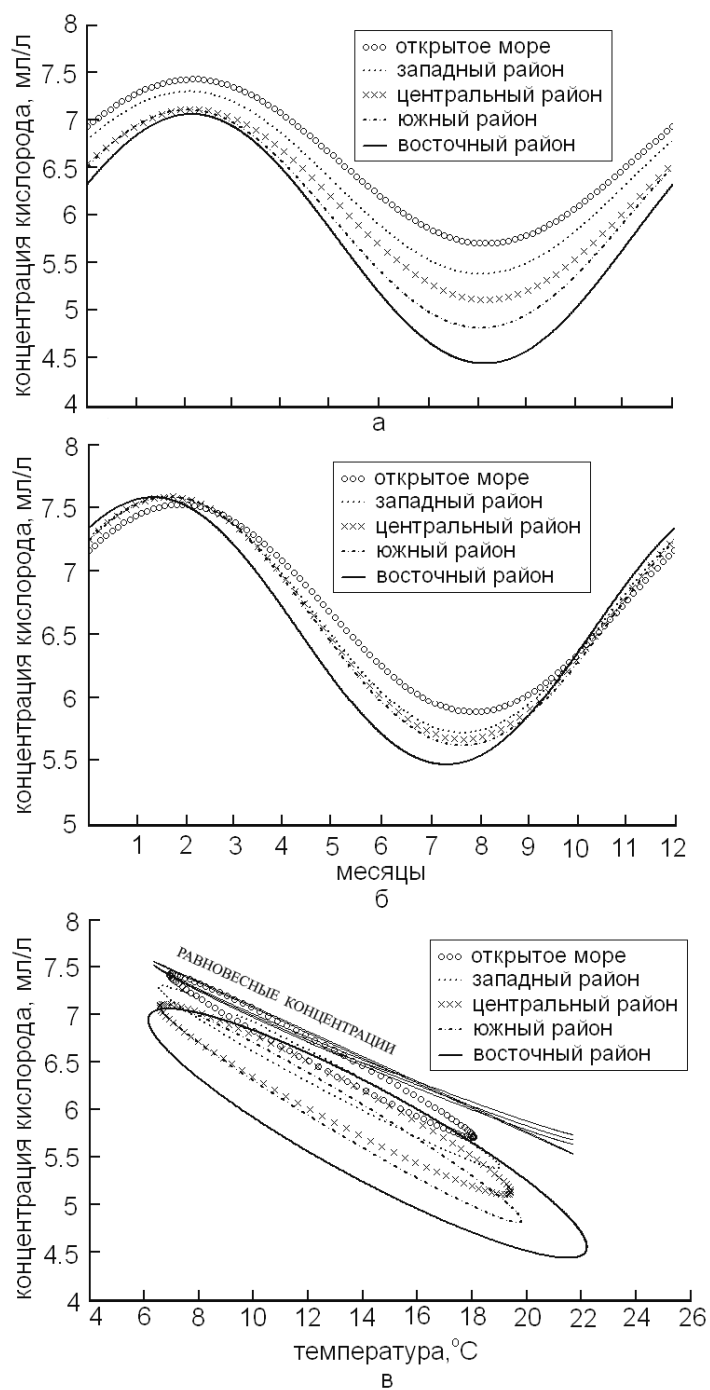 8
7.5
7
6.5
6
5.5
5
4.5
4
концентрация кислорода, мл/л
открытое море
западный район
центральный район
южный район
восточный район
а
8
7.5
7
6.5
6
5.5
5
концентрация кислорода, мл/л
открытое море
западный район
центральный район
южный район
восточный район
1 2 3 4 5 6 7 8 9 10 11 12
месяцы
б
8
7.5
7
6.5
6
5.5
5
4.5
4
концентрация кислорода, мл/л
РАВНОВЕСНЫЕ КОНЦЕНТРАЦИИ
открытое море
западный район
центральный район
южный район
восточный район
4 6 8 10 12 14 16 18 20 22 24 26
температура,°С
в